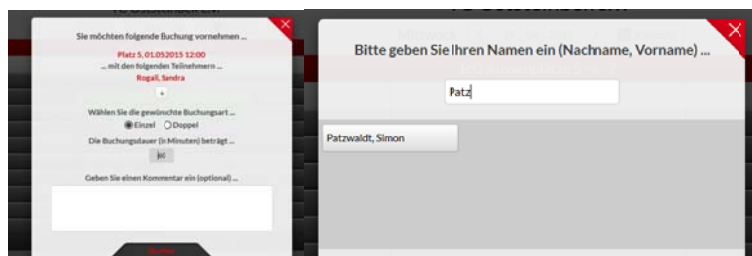 Sie möchten folgende Buchung vornehmen ...
Platz 5, 01.052015 12:00
... mit den folgenden Teilnehmern ...
Rogall, Sandra
+
Wählen Sie die gewünschte Buchungsart ...
Einzel Doppel
Die Buchungsdauer (in Minuten) beträgt ...
60
Geben Sie einen Kommentar ein (optional) ...
Bitte geben Sie Ihren Namen ein (Nachname, Vorname) ...
Patz
Patzwaldt, Simon